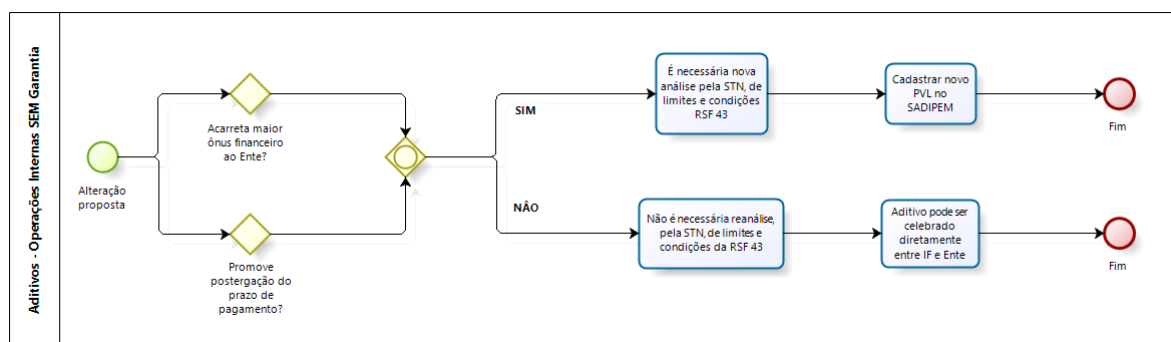 Aditivos - Operações Internas SEM Garantia
Alteração
proposta
Acarreta maior
ônus financeiro
ao Ente?
Promove
postergação do
prazo de
pagamento?
SIM
É necessária nova
análise pela STN, de
limites e condições
RSF 43
Cadastrar novo
PVL no
SADIPEM
Fim
NÂO
Não é necessária reanálise,
pela STN, de limites e
condições da RSF 43
Aditivo pode ser
celebrado
diretamente
entre IF e Ente
Fim